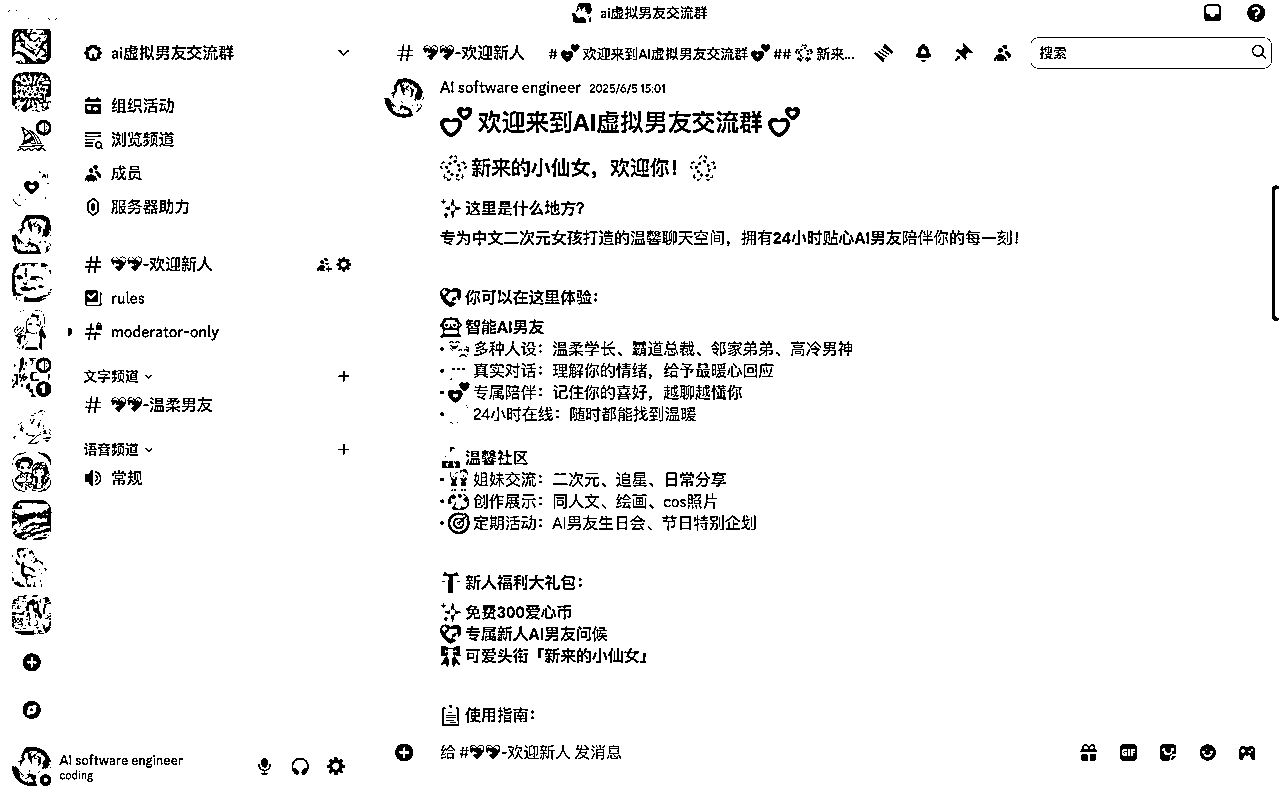 ai虚拟男友交流群
ai虚拟男友交流群
组织活动
浏览频道
成员
服务器助力
# 💘💘-欢迎新人
rules
moderator-only
文字频道
# 💘💘-温柔男友
语音频道
常规
AI software engineer
coding
# 💘💘-欢迎新人 # 💕 欢迎来到AI虚拟男友交流群 💕 ## 🌸 新来...
搜索
AI software engineer 2025/6/5 15:01
💕 欢迎来到AI虚拟男友交流群 💕
🌸 新来的小仙女，欢迎你！ 🌸
✨ 这里是什么地方？
专为中文二次元女孩打造的温馨聊天空间，拥有24小时贴心AI男友陪伴你的每一刻！
💖 你可以在这里体验：
🤖 智能AI男友
• 多种人设：温柔学长、霸道总裁、邻家弟弟、高冷男神
• 真实对话：理解你的情绪，给予最暖心回应
• 💕 专属陪伴：记住你的喜好，越聊越懂你
• 24小时在线：随时都能找到温暖
温馨社区
• 👯 姐妹交流：二次元、追星、日常分享
• 🎨 创作展示：同人文、绘画、cos照片
• 🎯 定期活动：AI男友生日会、节日特别企划
新人福利大礼包：
✨ 免费300爱心币
💖 专属新人AI男友问候
🎀 可爱头衔「新来的小仙女」
📋 使用指南：
给 #💘💘-欢迎新人 发消息
GIF